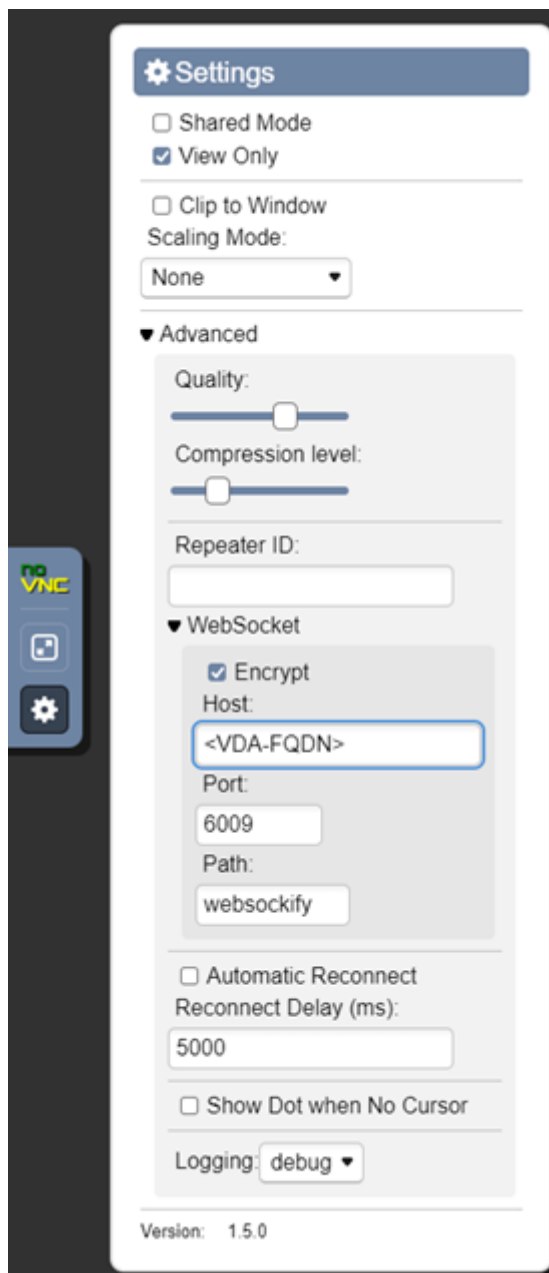 Settings
Shared Mode
View Only
Clip to Window
Scaling Mode:
None
Advanced
Quality:
Compression level:
Repeater ID:
no
VNC
WebSocket
Encrypt
Host:
<VDA-FQDN>
Port:
6009
Path:
websockify
Automatic Reconnect
Reconnect Delay (ms):
5000
Show Dot when No Cursor
Logging: debug
Version: 1.5.0